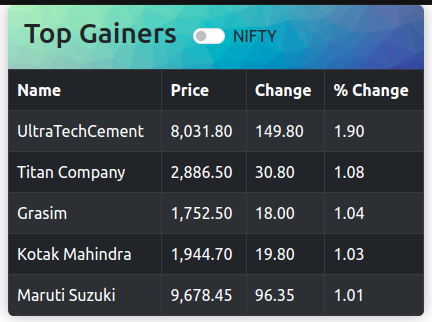 Top Gainers NIFTY
Name Price Change % Change
UltraTechCement 8,031.80 149.80 1.90
Titan Company 2,886.50 30.80 1.08
Grasim 1,752.50 18.00 1.04
Kotak Mahindra 1,944.70 19.80 1.03
Maruti Suzuki 9,678.45 96.35 1.01